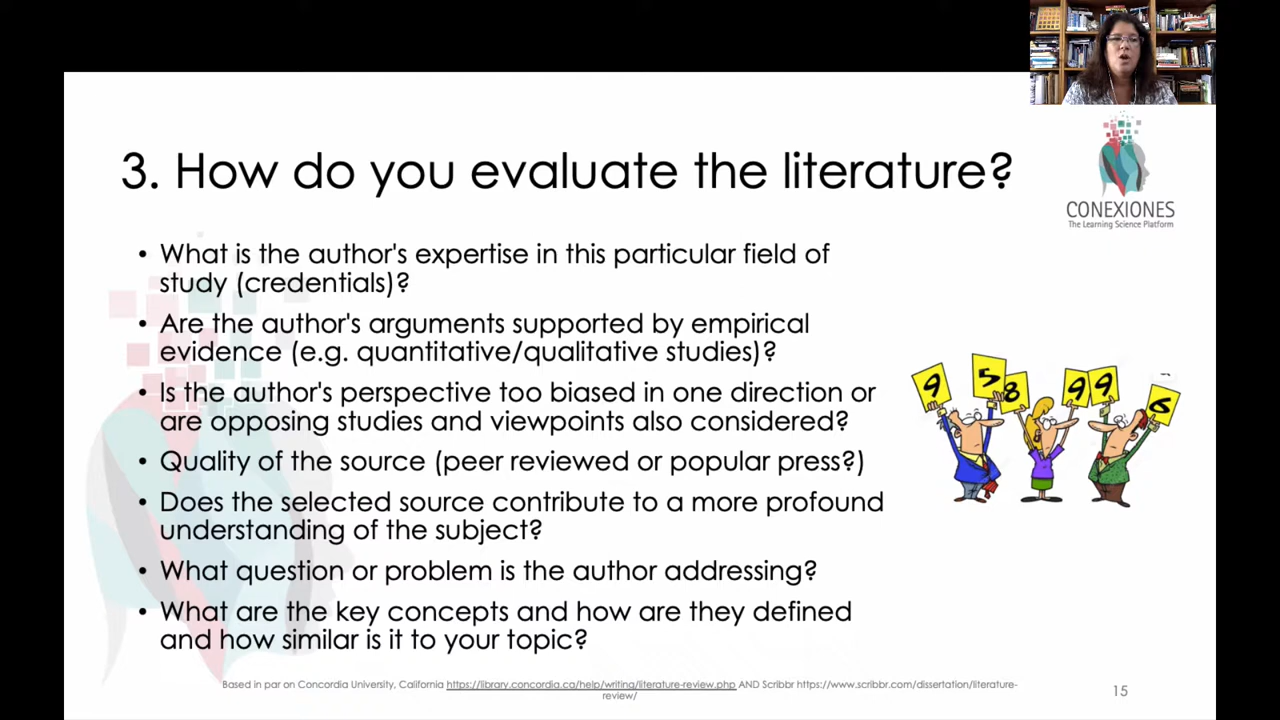 3. How do you evaluate the literature?
CONEXIONES
The Learning Science Platform
• What is the author's expertise in this particular field of
study (credentials)?
• Are the author's arguments supported by empirical
evidence (e.g. quantitative/qualitative studies)?
• Is the author's perspective too biased in one direction or
are opposing studies and viewpoints also considered?
• Quality of the source (peer reviewed or popular press?)
• Does the selected source contribute to a more profound
understanding of the subject?
• What question or problem is the author addressing?
• What are the key concepts and how are they defined
and how similar is it to your topic?
9 5 8 9 9 6
Based in par on Concordia University, California https://library.concordia.ca/help/writing/literature-review.php AND Scribbr https://www.scribbr.com/dissertation/literature-
review/
15